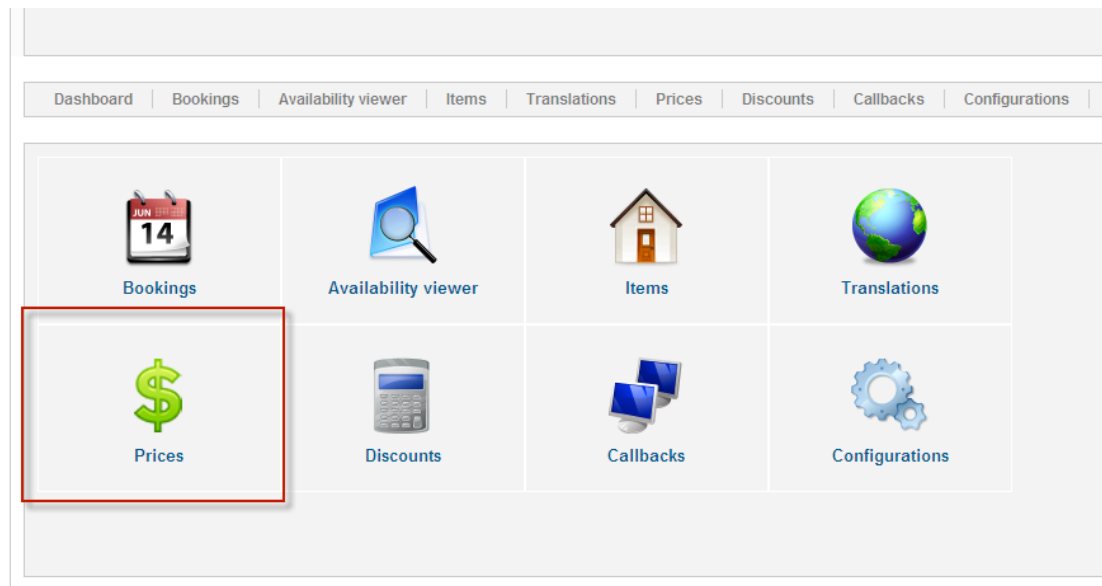 Dashboard Bookings Availability viewer Items Translations Prices Discounts Callbacks Configurations
JUN
14
Bookings Availability viewer Items Translations
Prices Discounts Callbacks Configurations